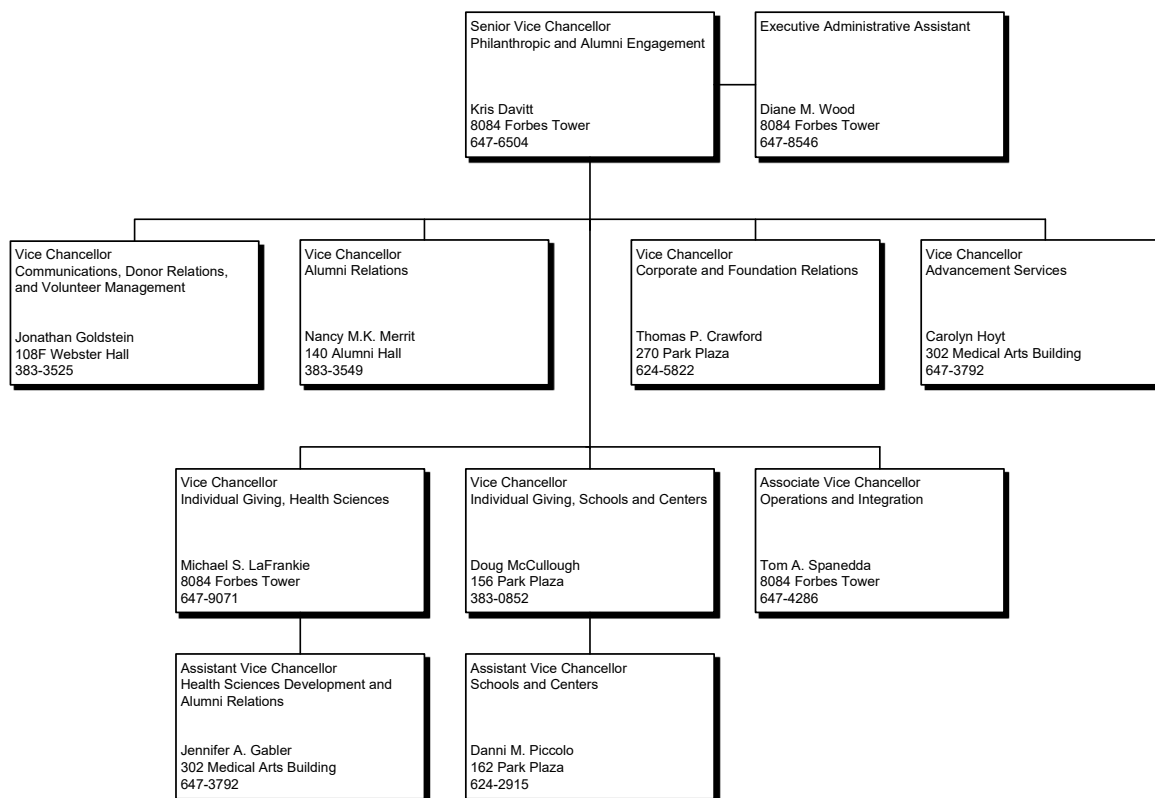 Senior Vice Chancellor
Philanthropic and Alumni Engagement
Kris Davitt
8084 Forbes Tower
647-6504
Executive Administrative Assistant
Diane M. Wood
8084 Forbes Tower
647-8546
Vice Chancellor
Communications, Donor Relations,
and Volunteer Management
Jonathan Goldstein
108F Webster Hall
383-3525
Vice Chancellor
Alumni Relations
Nancy M.K. Merrit
140 Alumni Hall
383-3549
Vice Chancellor
Corporate and Foundation Relations
Thomas P. Crawford
270 Park Plaza
624-5822
Vice Chancellor
Advancement Services
Carolyn Hoyt
302 Medical Arts Building
647-3792
Vice Chancellor
Individual Giving, Health Sciences
Michael S. LaFrankie
8084 Forbes Tower
647-9071
Vice Chancellor
Individual Giving, Schools and Centers
Doug McCullough
156 Park Plaza
383-0852
Associate Vice Chancellor
Operations and Integration
Tom A. Spanedda
8084 Forbes Tower
647-4286
Assistant Vice Chancellor
Health Sciences Development and
Alumni Relations
Jennifer A. Gabler
302 Medical Arts Building
647-3792
Assistant Vice Chancellor
Schools and Centers
Danni M. Piccolo
162 Park Plaza
624-2915